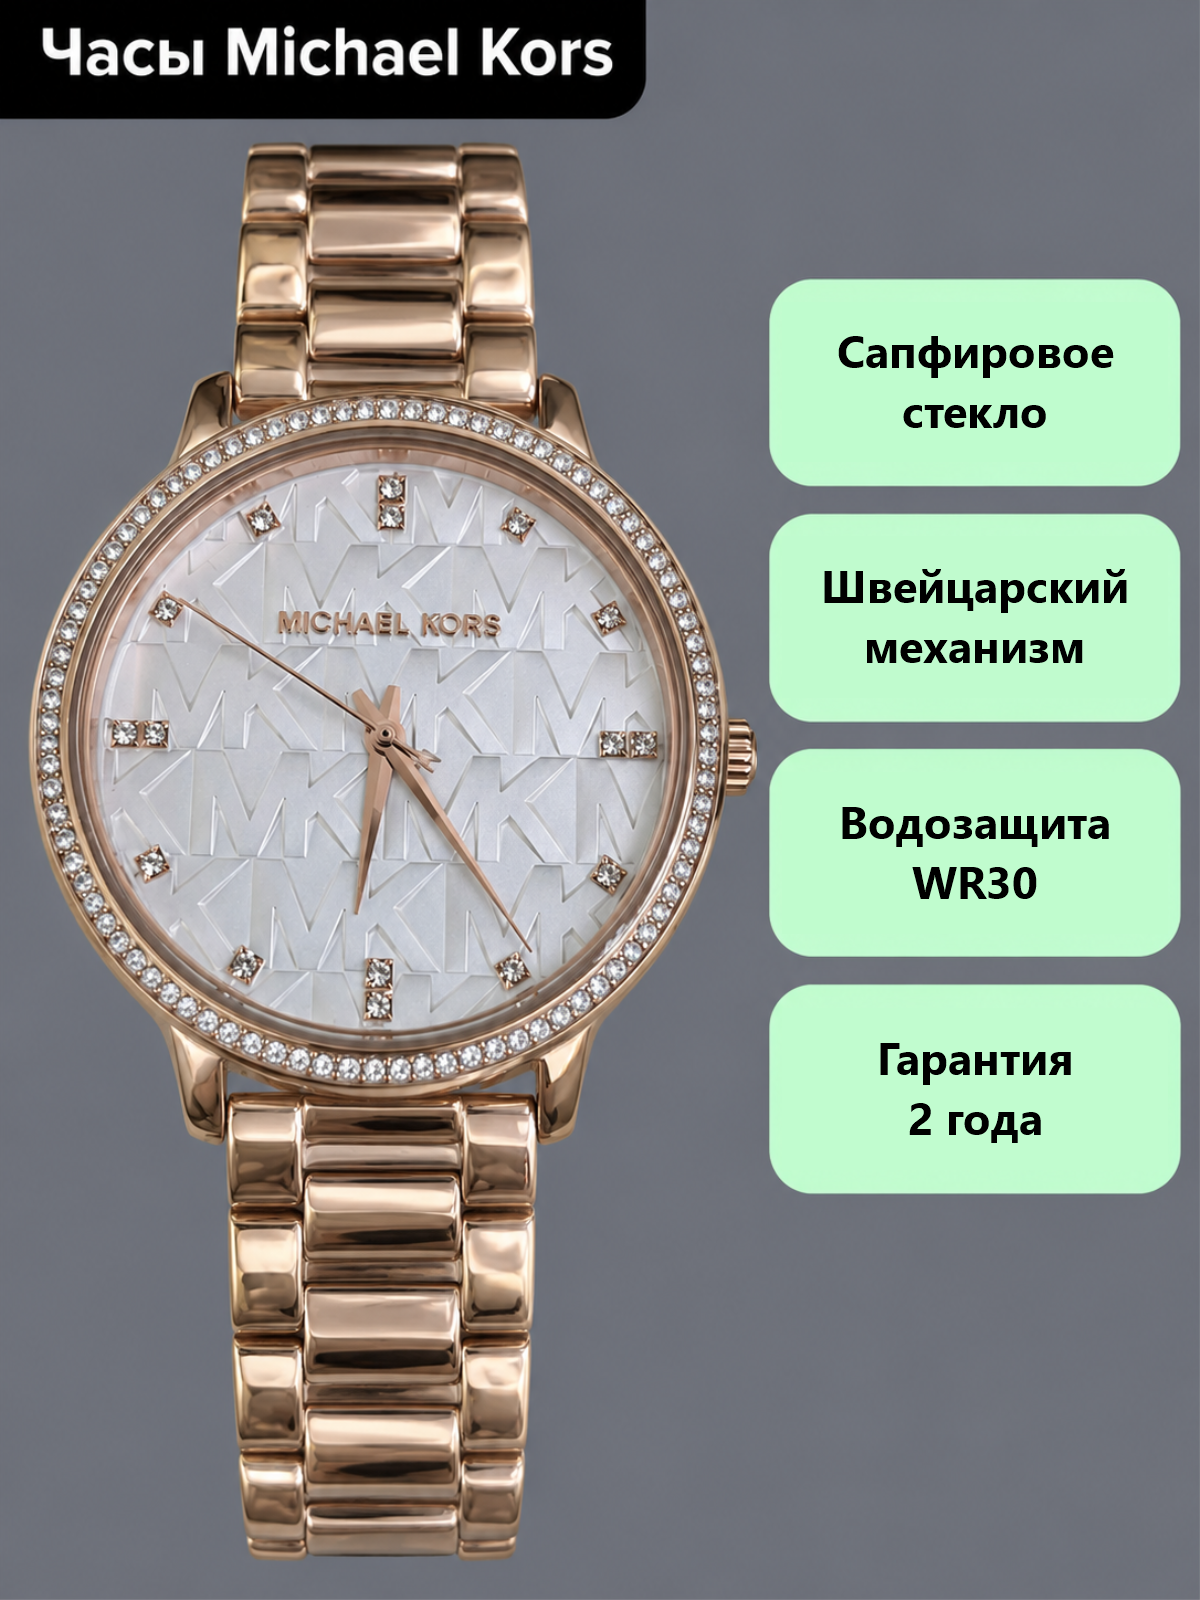 Часы Michael Kors
MICHAEL KORS
Сапфировое
стекло
Швейцарский
механизм
Водозащита
WR30
Гарантия
2 года